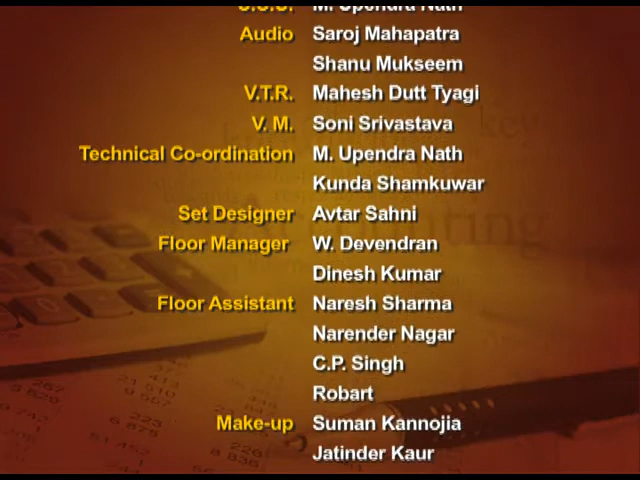 M. Upendra Nath
Audio Saroj Mahapatra
Shanu Mukseem
V.T.R. Mahesh Dutt Tyagi
V. M. Soni Srivastava
Technical Co-ordination M. Upendra Nath
Kunda Shamkuwar
Set Designer Avtar Sahni
Floor Manager W. Devendran
Dinesh Kumar
Floor Assistant Naresh Sharma
Narender Nagar
C.P. Singh
Robart
Make-up Suman Kannojia
Jatinder Kaur